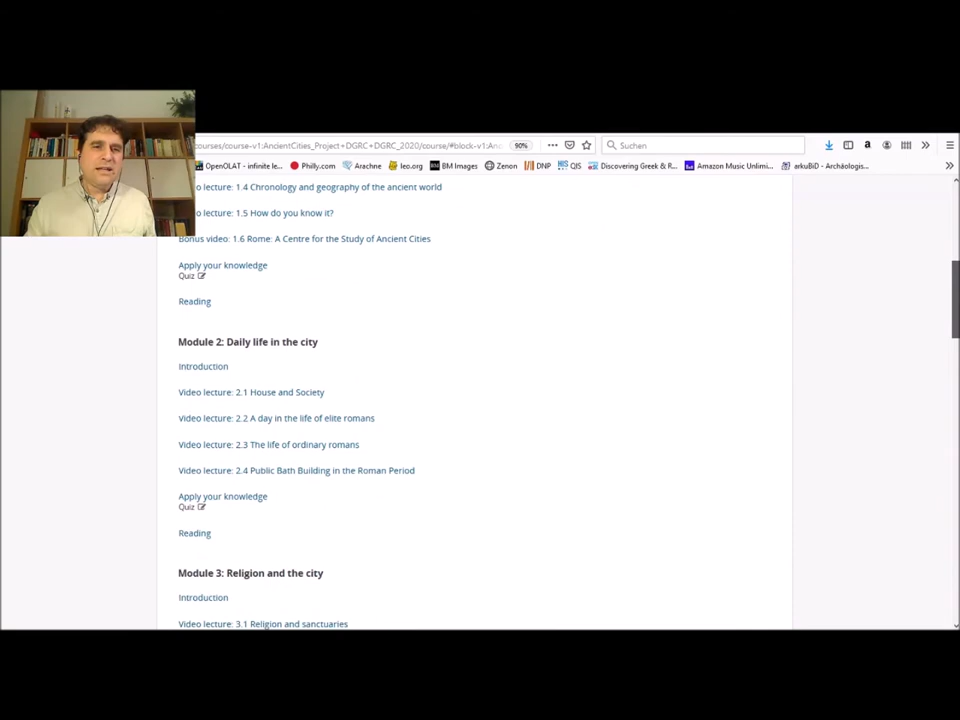 courses/course-v1:AncientCities_Project+DGRC+DGRC_2020/course/#block-v1:Anc
90%
Suchen
OpenOLAT - infinite le...
Philly.com
Arachne
leo.org
BM Images
Zenon
DNP
QIS
Discovering Greek & R...
Amazon Music Unlimi...
arkuBiD - Archäologis...
lecture: 1.4 Chronology and geography of the ancient world
lecture: 1.5 How do you know it?
Bonus video: 1.6 Rome: A Centre for the Study of Ancient Cities
Apply your knowledge
Quiz
Reading
Module 2: Daily life in the city
Introduction
Video lecture: 2.1 House and Society
Video lecture: 2.2 A day in the life of elite romans
Video lecture: 2.3 The life of ordinary romans
Video lecture: 2.4 Public Bath Building in the Roman Period
Apply your knowledge
Quiz
Reading
Module 3: Religion and the city
Introduction
Video lecture: 3.1 Religion and sanctuaries